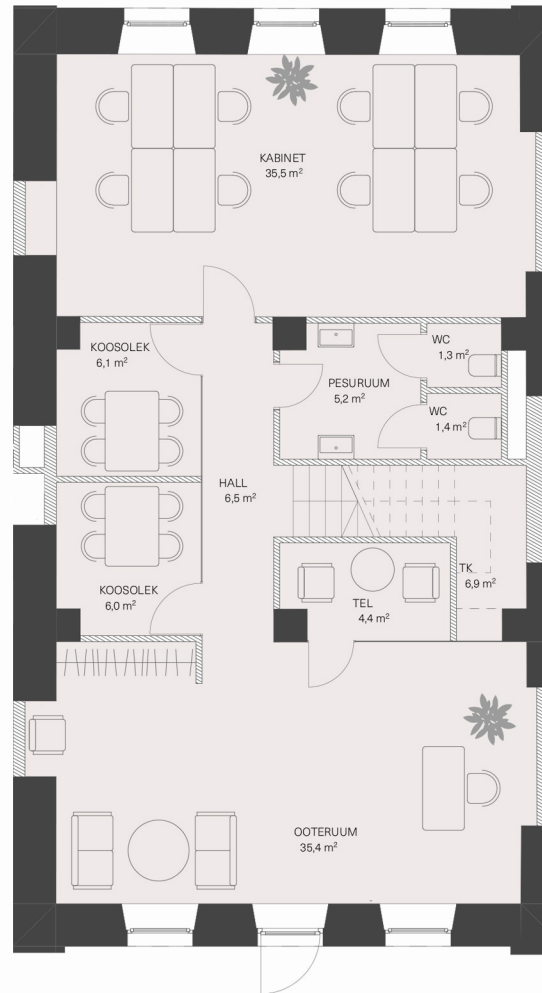 KABINET
35,5 m²
KOOSOLEK
6,1 m²
WC
1,3 m²
PESURUUM
5,2 m²
WC
1,4 m²
HALL
6,5 m²
KOOSOLEK
6,0 m²
TEL
4,4 m²
TK
6,9 m²
OOTERUUM
35,4 m²